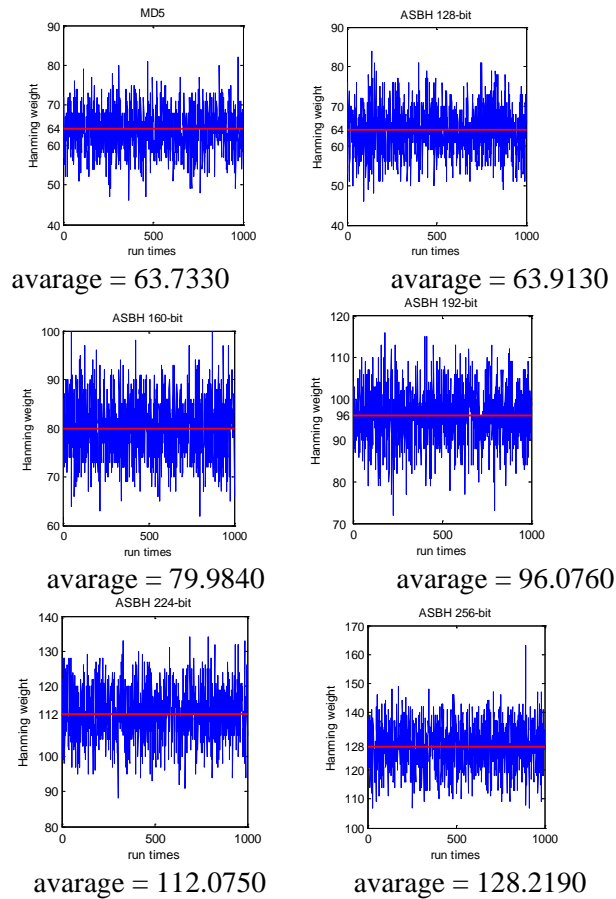 MD5
90
80
70
64
60
50
40
Hanming weight
0 500 1000
run times
avarage = 63.7330
ASBH 128-bit
90
80
70
64
60
50
40
Hanming weight
0 500 1000
run times
avarage = 63.9130
ASBH 160-bit
100
90
80
70
60
Hanming weight
0 500 1000
run times
avarage = 79.9840
ASBH 192-bit
120
110
100
96
90
80
70
Hanming weight
0 500 1000
run times
avarage = 96.0760
ASBH 224-bit
140
130
120
112
100
90
80
Hanming weight
0 500 1000
run times
avarage = 112.0750
ASBH 256-bit
170
160
150
140
128
120
110
100
Hanming weight
0 500 1000
run times
avarage = 128.2190